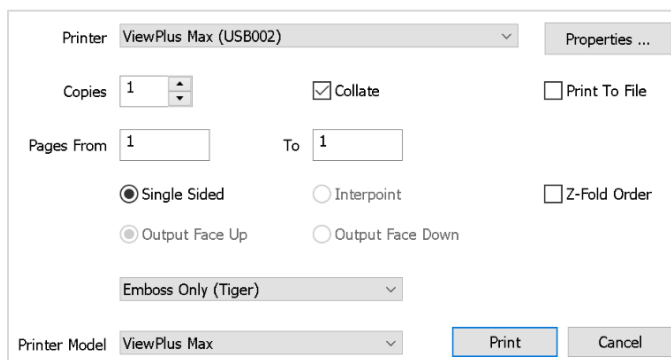 Printer ViewPlus Max (USB002) Properties ...
Copies 1 Collate Print To File
Pages From 1 To 1
Single Sided Interpoint Z-Fold Order
Output Face Up Output Face Down
Emboss Only (Tiger)
Printer Model ViewPlus Max Print Cancel